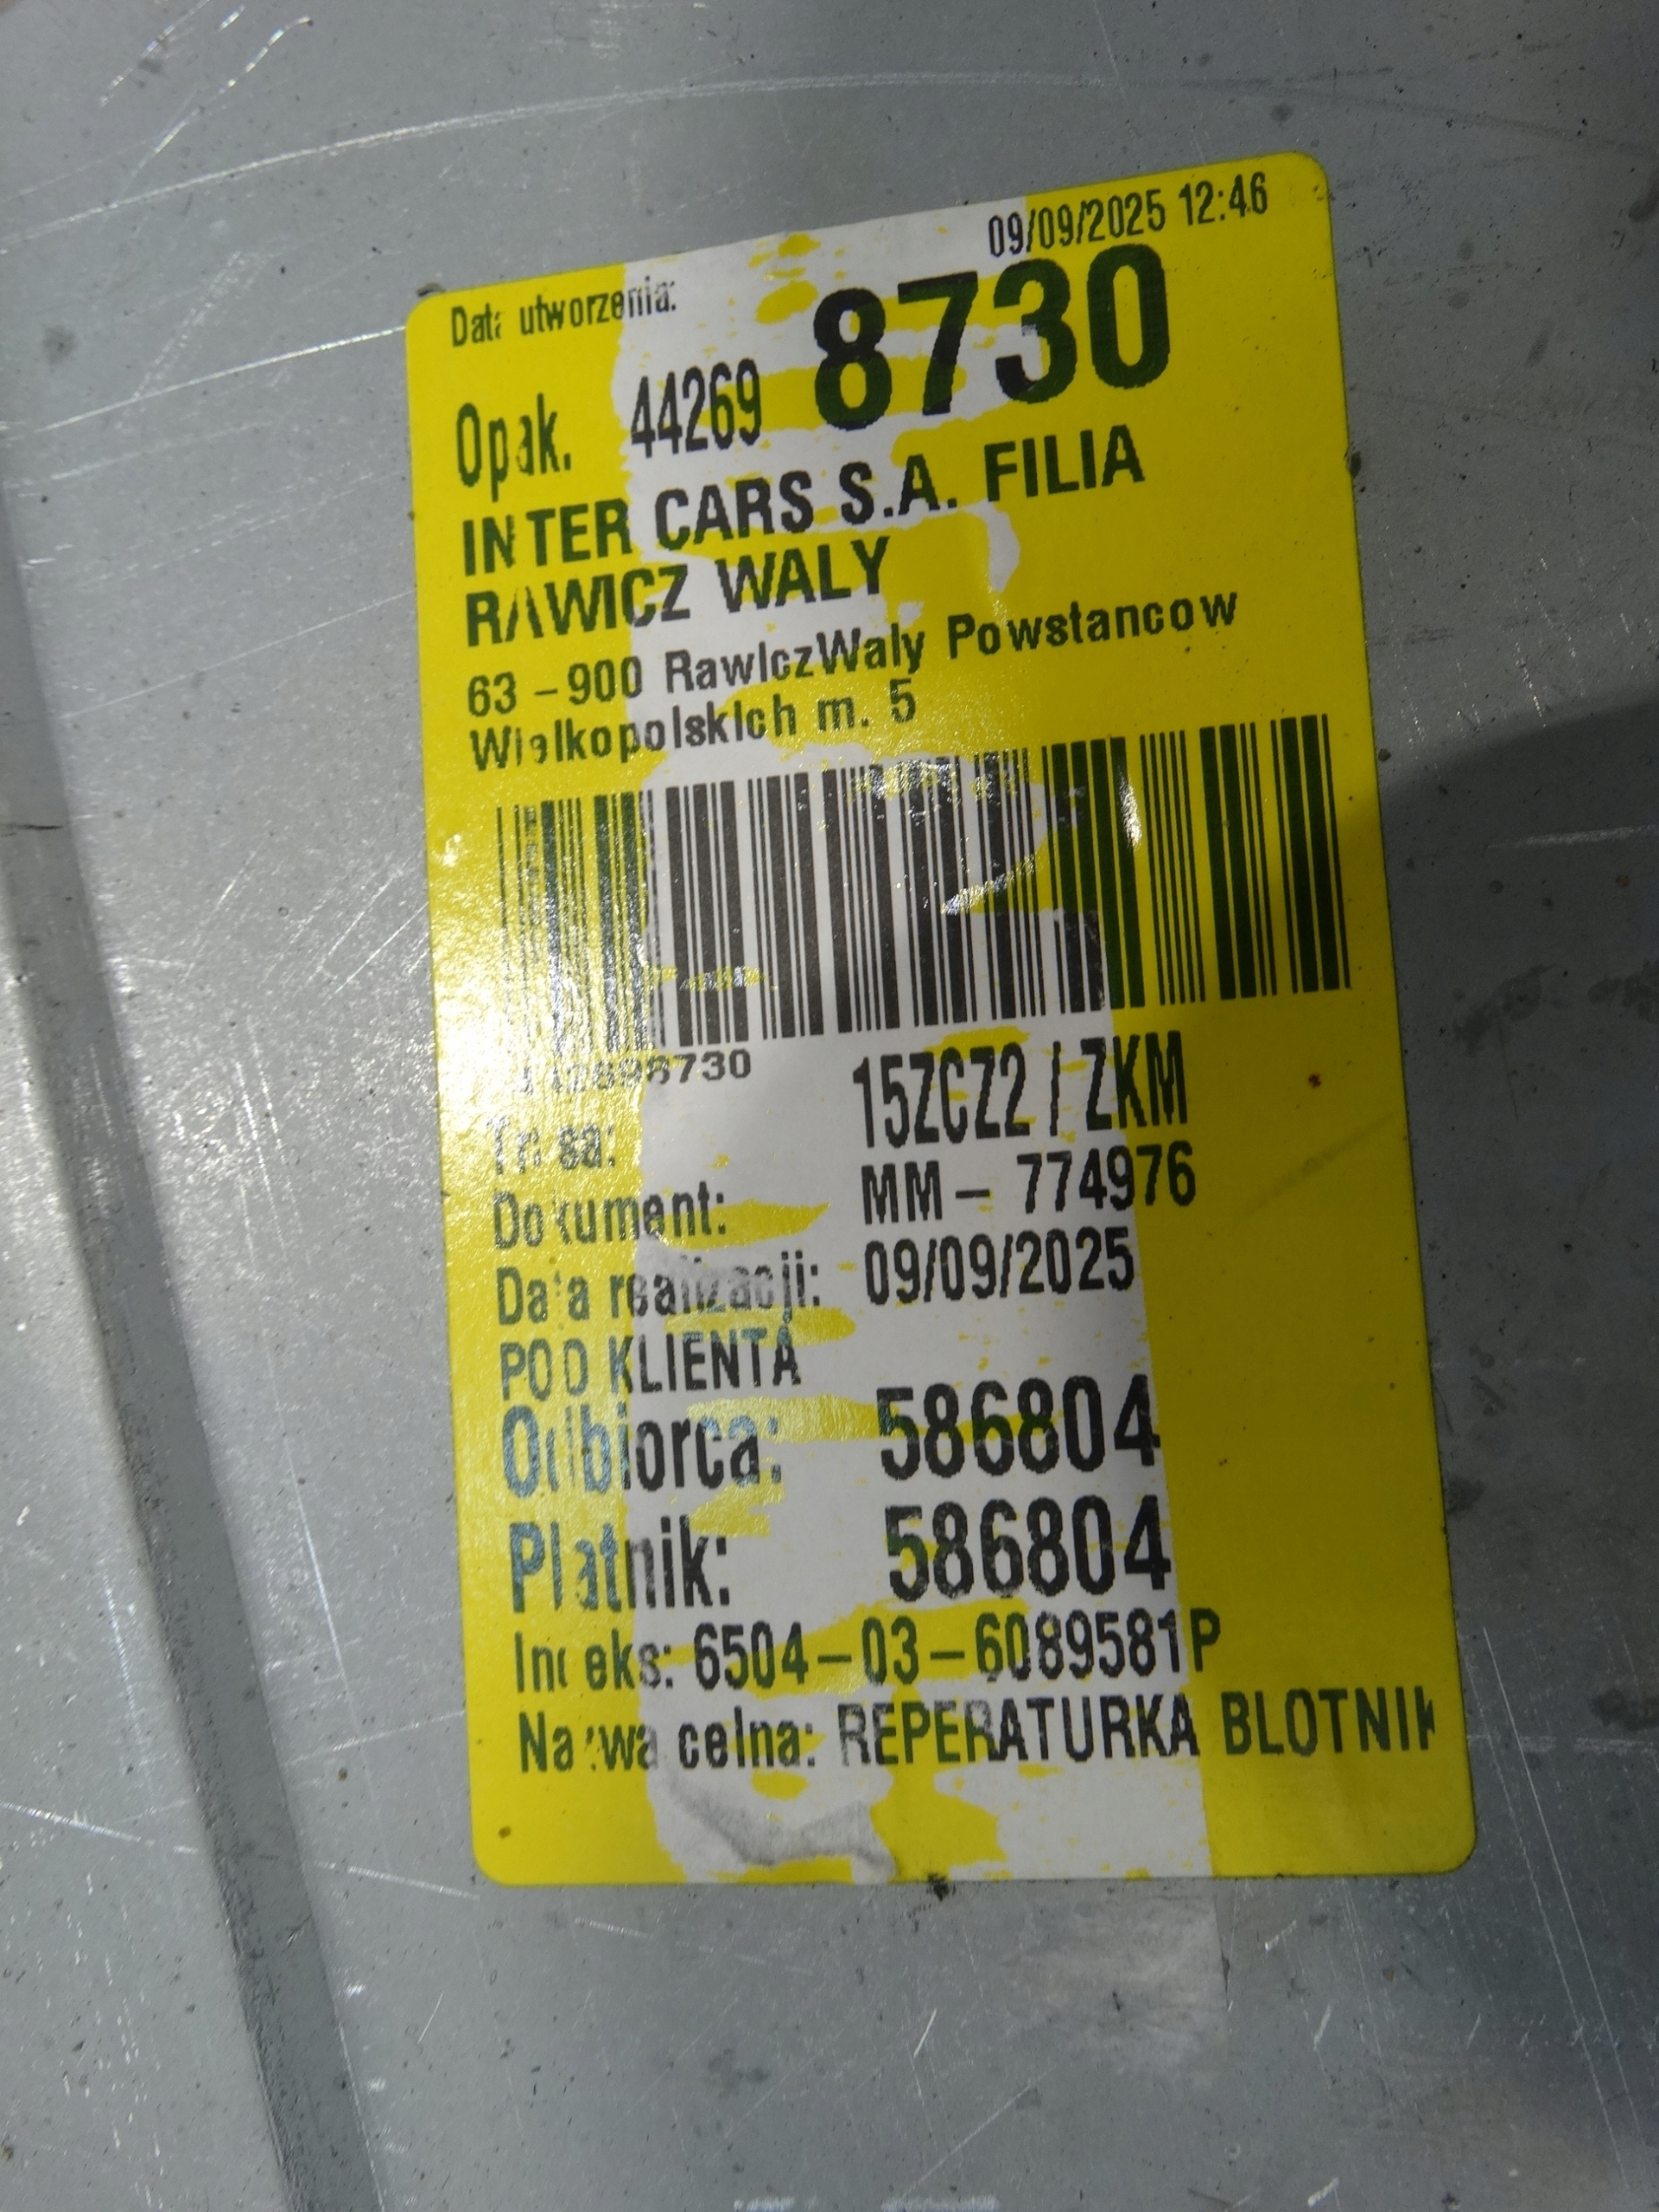 Data utworzenia: 09/09/2025 12:46
Opak. 44269 8730
INTER CARS S.A. FILIA
RAWICZ WALY
63-900 RawiczWaly Powstancow
Wielkopolskich m. 5
442698730
Trasa: 15ZCZ2 / ZKM
Dokument: MM-774976
Data realizacji: 09/09/2025
POD KLIENTA
Odbiorca: 586804
Platnik: 586804
Indeks: 6504-03-6089581P
Nazwa celna: REPERATURKA BLOTNIK